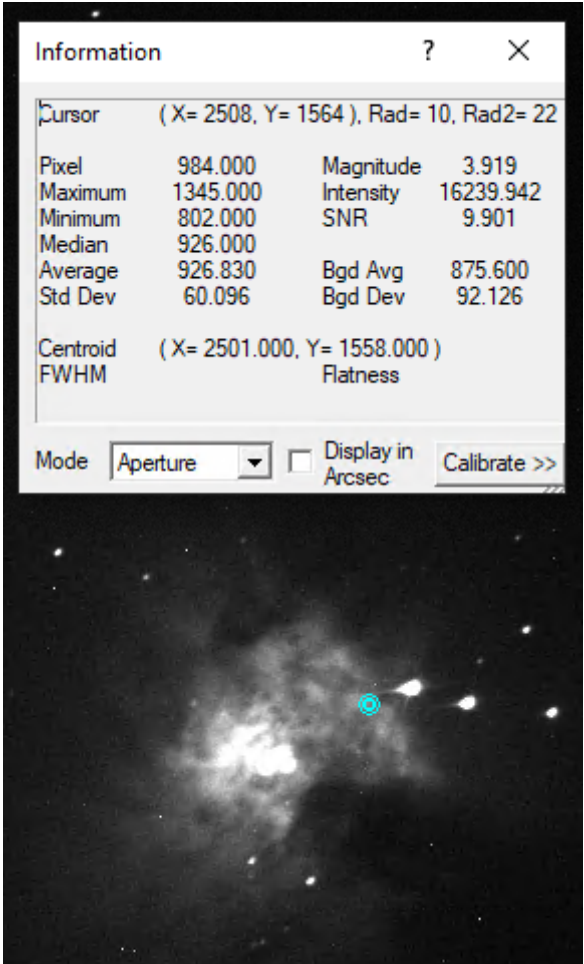 Information ?
Cursor ( X= 2508, Y= 1564 ), Rad= 10, Rad2= 22
Pixel 984.000 Magnitude 3.919
Maximum 1345.000 Intensity 16239.942
Minimum 802.000 SNR 9.901
Median 926.000
Average 926.830 Bgd Avg 875.600
Std Dev 60.096 Bgd Dev 92.126
Centroid ( X= 2501.000, Y= 1558.000 )
FWHM Flatness
Mode Aperture Display in Arcsec Calibrate >>